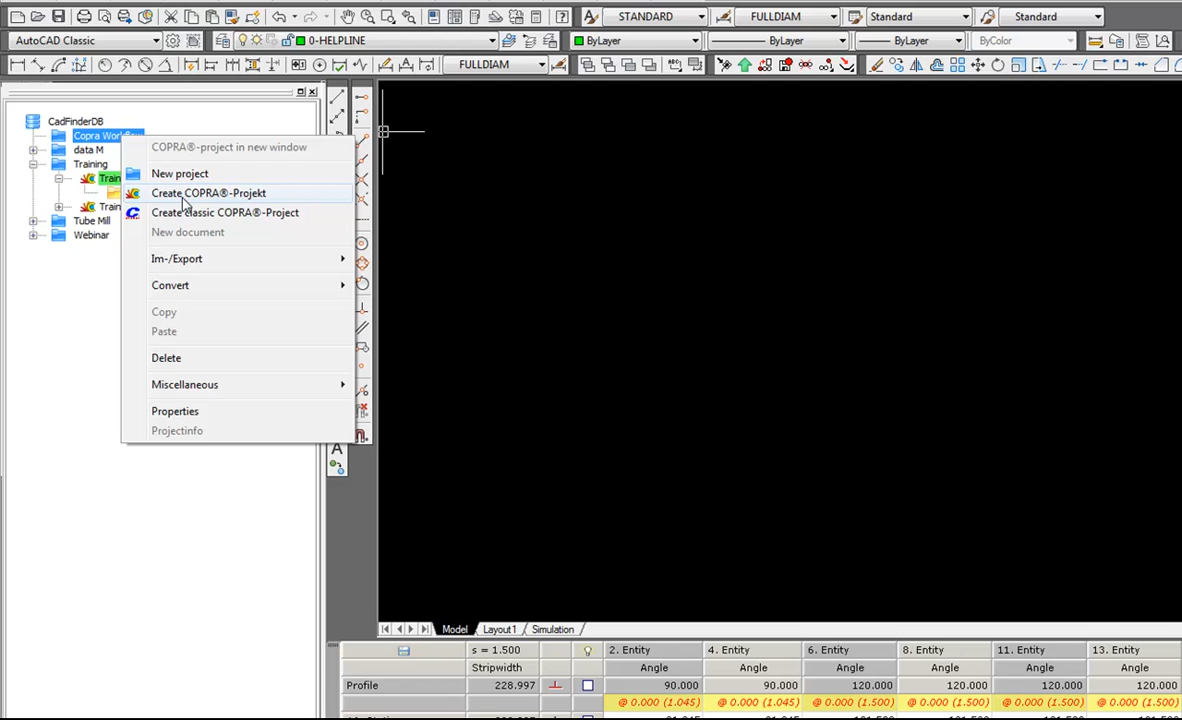 STANDARD FULLDIAM Standard Standard
AutoCAD Classic 0-HELPLINE ByLayer ByLayer ByLayer ByColor
FULLDIAM
CadFinderDB
Copra Workflow
data M
Training
Train
Train
Tube Mill
Webinar
COPRA®-project in new window
New project
Create COPRA®-Projekt
Create classic COPRA®-Project
New document
Im-/Export
Convert
Copy
Paste
Delete
Miscellaneous
Properties
Projectinfo
A
Model Layout1 Simulation
s = 1.500 2. Entity 4. Entity 6. Entity 8. Entity 11. Entity 13. Entity
Stripwidth Angle Angle Angle Angle Angle Angle
Profile 228.997 90.000 90.000 120.000 120.000 120.000 120.000
@ 0.000 (1.045) @ 0.000 (1.045) @ 0.000 (1.500) @ 0.000 (1.500) @ 0.000 (1.500) @ 0.000 (1.500)